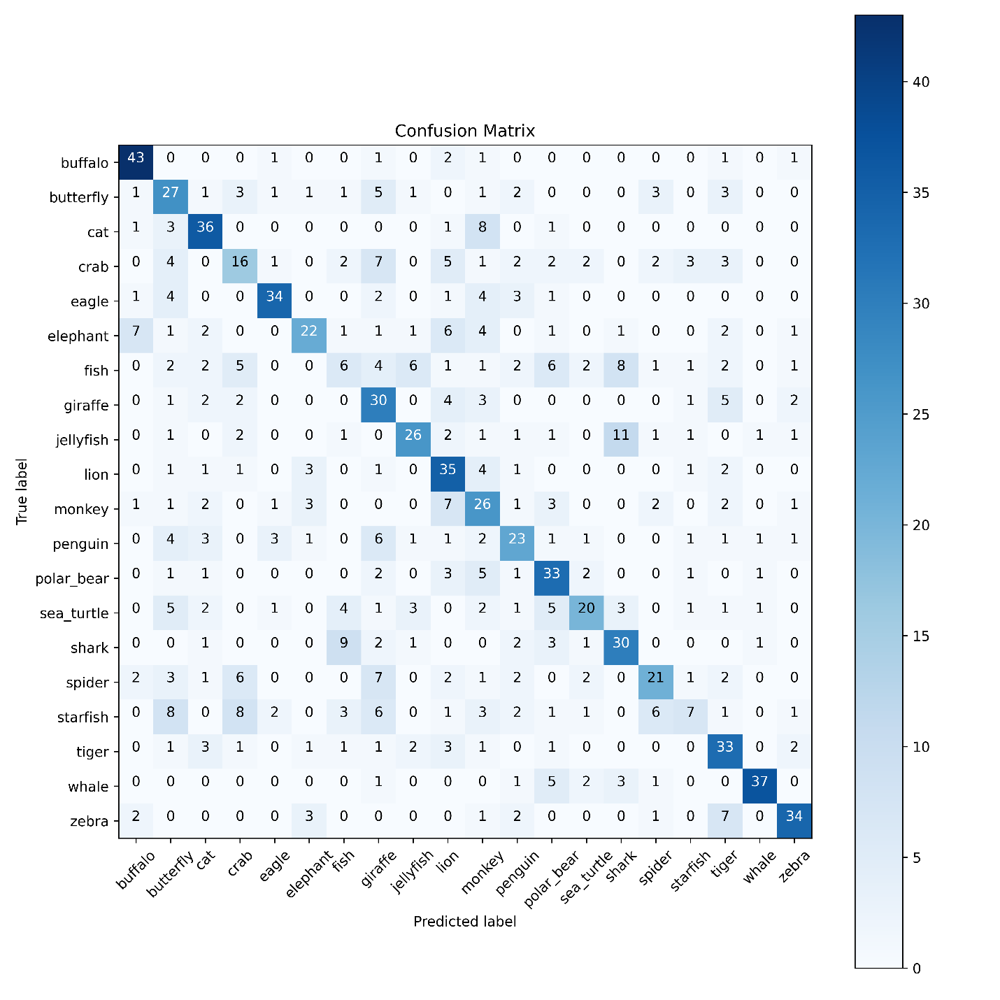 Confusion Matrix
buffalo 43 0 0 0 1 0 0 1 0 2 1 0 0 0 0 0 0 1 0 1
butterfly 1 27 1 3 1 1 1 5 1 0 1 2 0 0 0 3 0 3 0 0
cat 1 3 36 0 0 0 0 0 0 1 8 0 1 0 0 0 0 0 0 0
crab 0 4 0 16 1 0 2 7 0 5 1 2 2 2 0 2 3 3 0 0
eagle 1 4 0 0 34 0 0 2 0 1 4 3 1 0 0 0 0 0 0 0
elephant 7 1 2 0 0 22 1 1 1 6 4 0 1 0 1 0 0 2 0 1
fish 0 2 2 5 0 0 6 4 6 1 1 2 6 2 8 1 1 2 0 1
giraffe 0 1 2 2 0 0 0 30 0 4 3 0 0 0 0 0 1 5 0 2
jellyfish 0 1 0 2 0 0 1 0 26 2 1 1 1 0 11 1 1 0 1 1
lion 0 1 1 1 0 3 0 1 0 35 4 1 0 0 0 0 1 2 0 0
monkey 1 1 2 0 1 3 0 0 0 7 26 1 3 0 0 2 0 2 0 1
penguin 0 4 3 0 3 1 0 6 1 1 2 23 1 1 0 0 1 1 1 1
polar_bear 0 1 1 0 0 0 0 2 0 3 5 1 33 2 0 0 1 0 1 0
sea_turtle 0 5 2 0 1 0 4 1 3 0 2 1 5 20 3 0 1 1 1 0
shark 0 0 1 0 0 0 9 2 1 0 0 2 3 1 30 0 0 0 1 0
spider 2 3 1 6 0 0 0 7 0 2 1 2 0 2 0 21 1 2 0 0
starfish 0 8 0 8 2 0 3 6 0 1 3 2 1 1 0 6 7 1 0 1
tiger 0 1 3 1 0 1 1 1 2 3 1 0 1 0 0 0 0 33 0 2
whale 0 0 0 0 0 0 0 1 0 0 0 1 5 2 3 1 0 0 37 0
zebra 2 0 0 0 0 3 0 0 0 0 1 2 0 0 0 1 0 7 0 34
buffalo butterfly cat crab eagle elephant fish giraffe jellyfish lion monkey penguin polar_bear sea_turtle shark spider starfish tiger whale zebra
Predicted label
True label
40
35
30
25
20
15
10
5
0